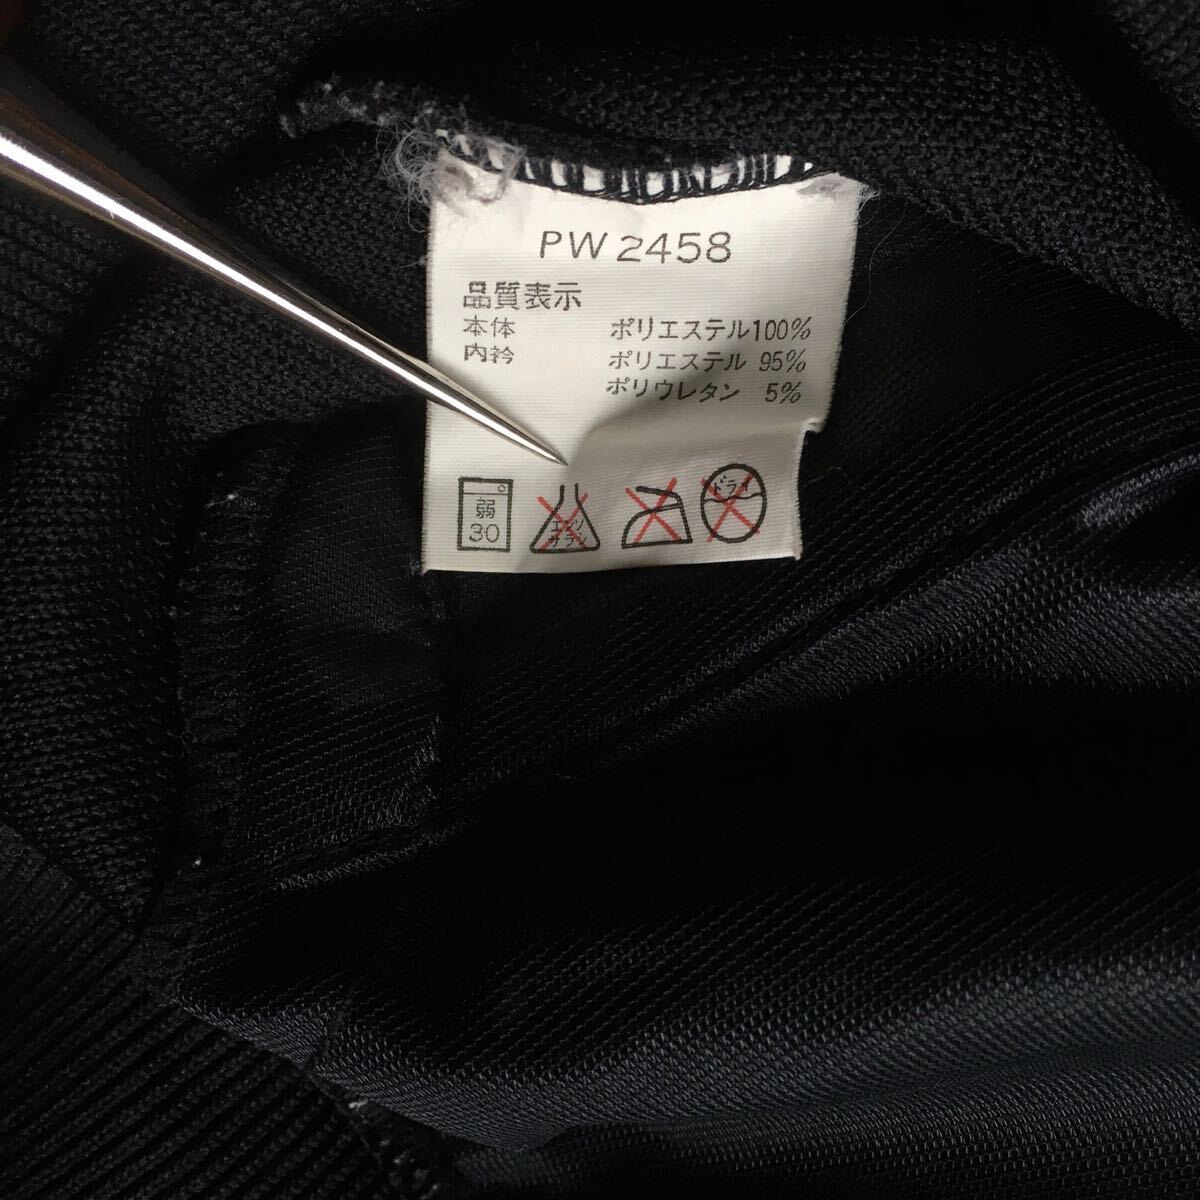 PW2458
品質表示
本体 ポリエステル100%
内衿 ポリエステル 95%
ポリウレタン 5%
弱
30
エンソ
サラシ
ドライ